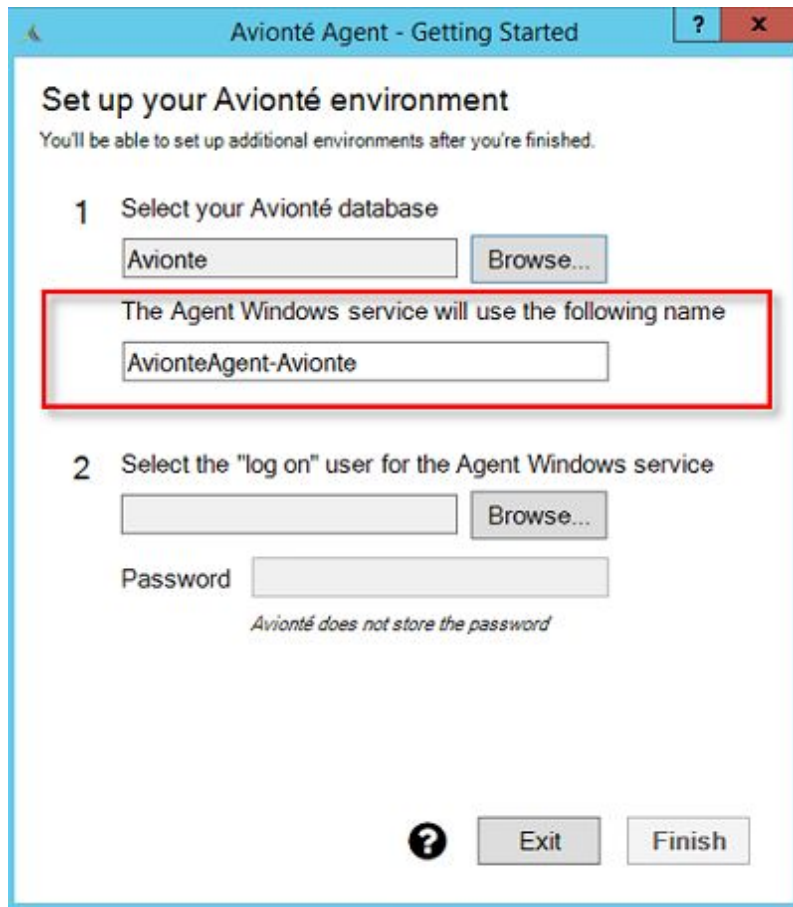 Avionté Agent - Getting Started
?
x
Set up your Avionté environment
You'll be able to set up additional environments after you're finished.
1 Select your Avionté database
Avionte
Browse...
The Agent Windows service will use the following name
AvionteAgent-Avionte
2 Select the "log on" user for the Agent Windows service
Browse...
Password
Avionté does not store the password
?
Exit
Finish